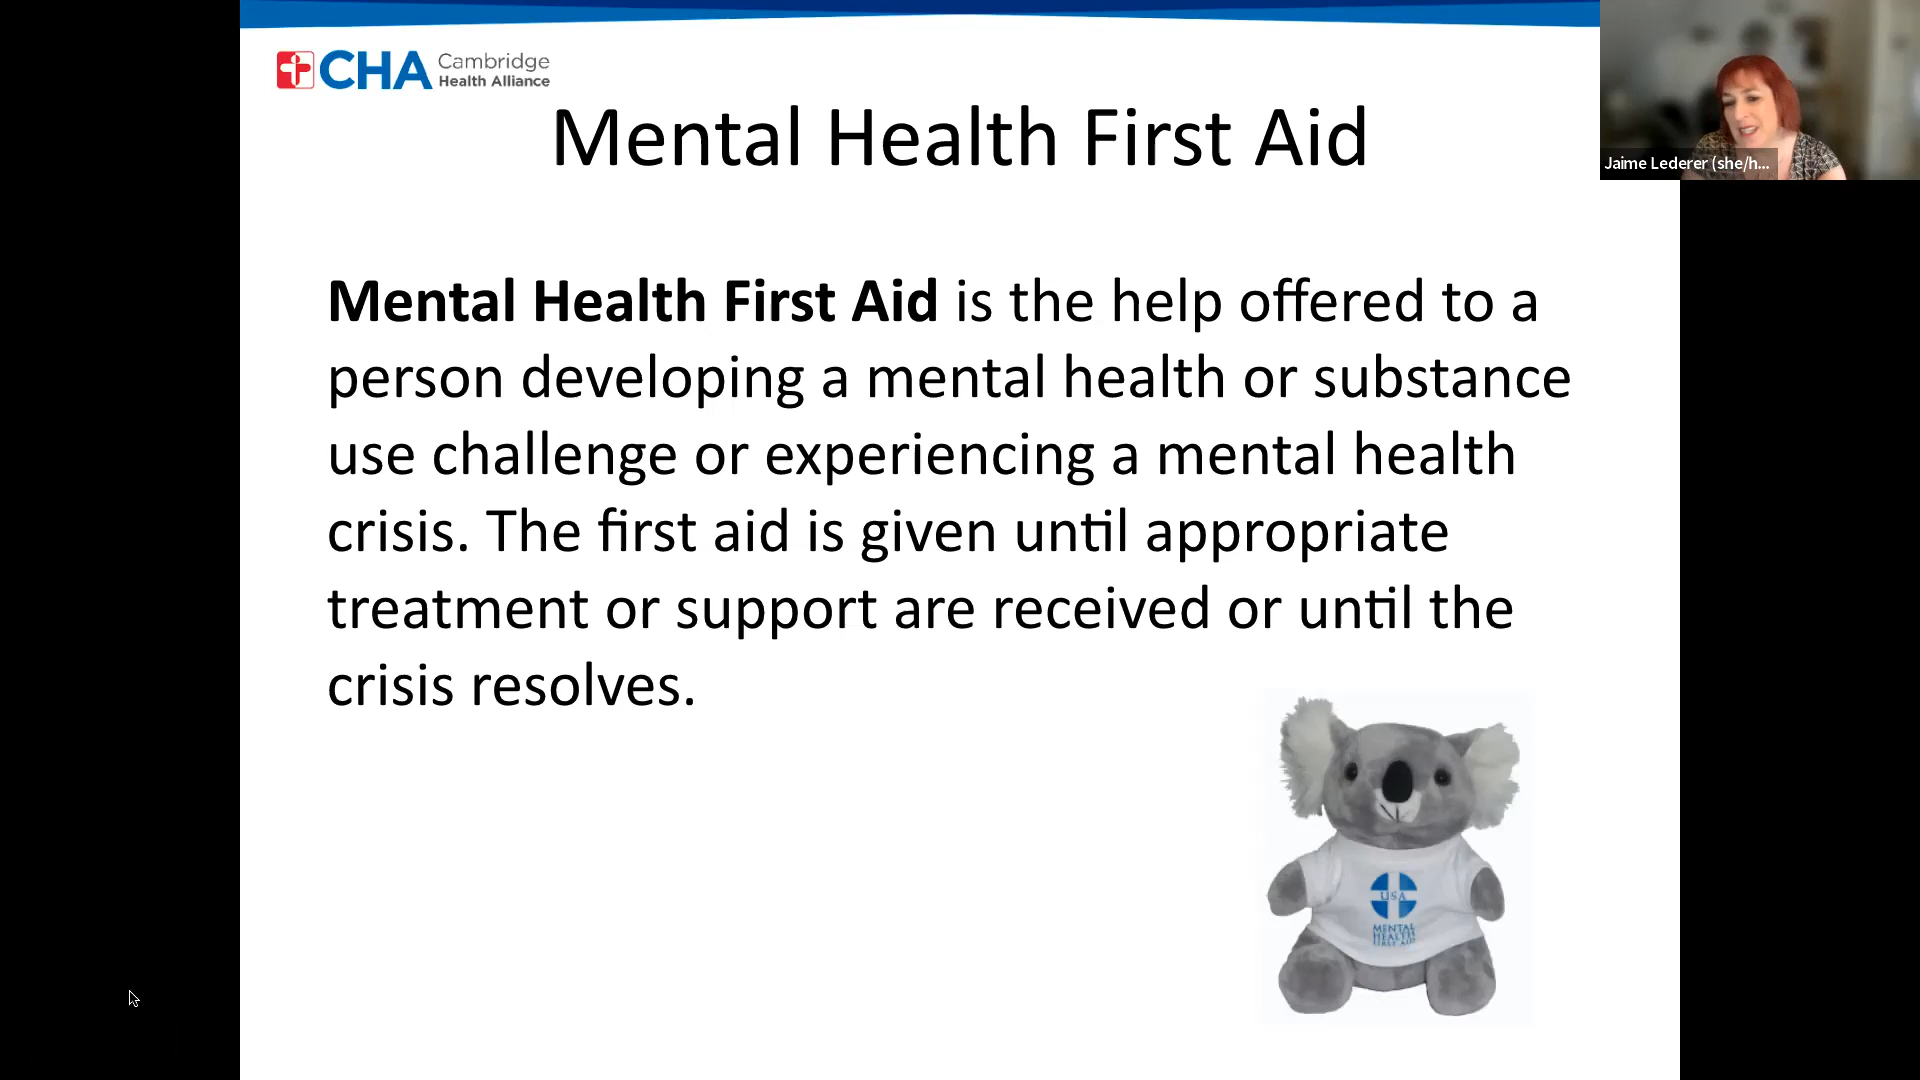 CHA Cambridge
Health Alliance
Mental Health First Aid
Jaime Lederer (she/h...
Mental Health First Aid is the help offered to a
person developing a mental health or substance
use challenge or experiencing a mental health
crisis. The first aid is given until appropriate
treatment or support are received or until the
crisis resolves.
USA
MENTAL
HEALTH
FIRST AID